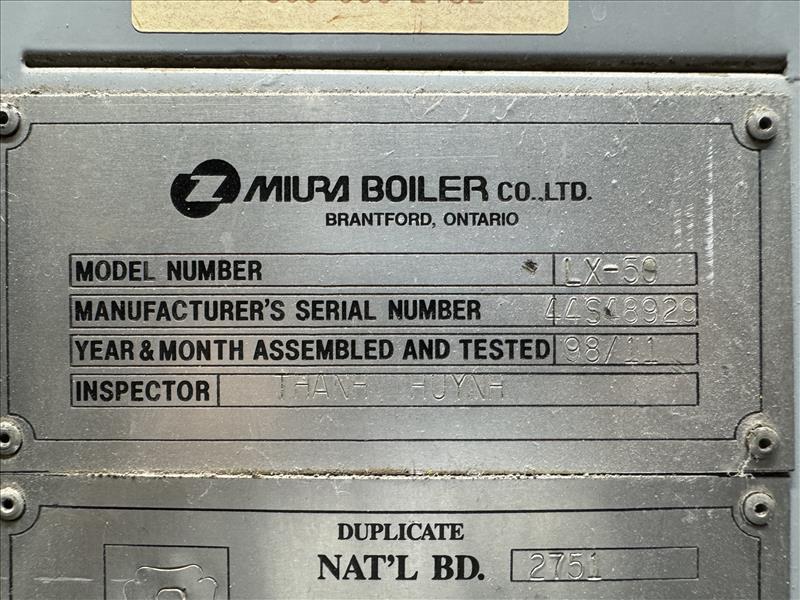 MIURA BOILER CO.,LTD.
BRANTFORD, ONTARIO
MODEL NUMBER LX-50
MANUFACTURER'S SERIAL NUMBER 44S48929
YEAR & MONTH ASSEMBLED AND TESTED 98/11
INSPECTOR THANH HUYNH
DUPLICATE
NAT'L BD. 2751